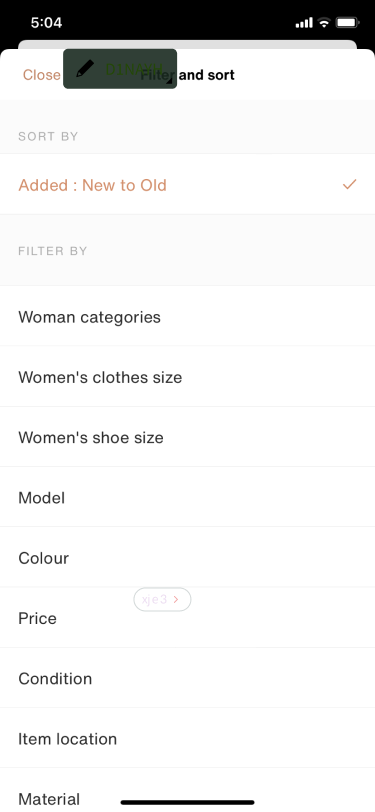 5:04
Close
Filter and sort
SORT BY
Added : New to Old
FILTER BY
Woman categories
Women's clothes size
Women's shoe size
Model
Colour
xje3 >
Price
Condition
Item location
Material